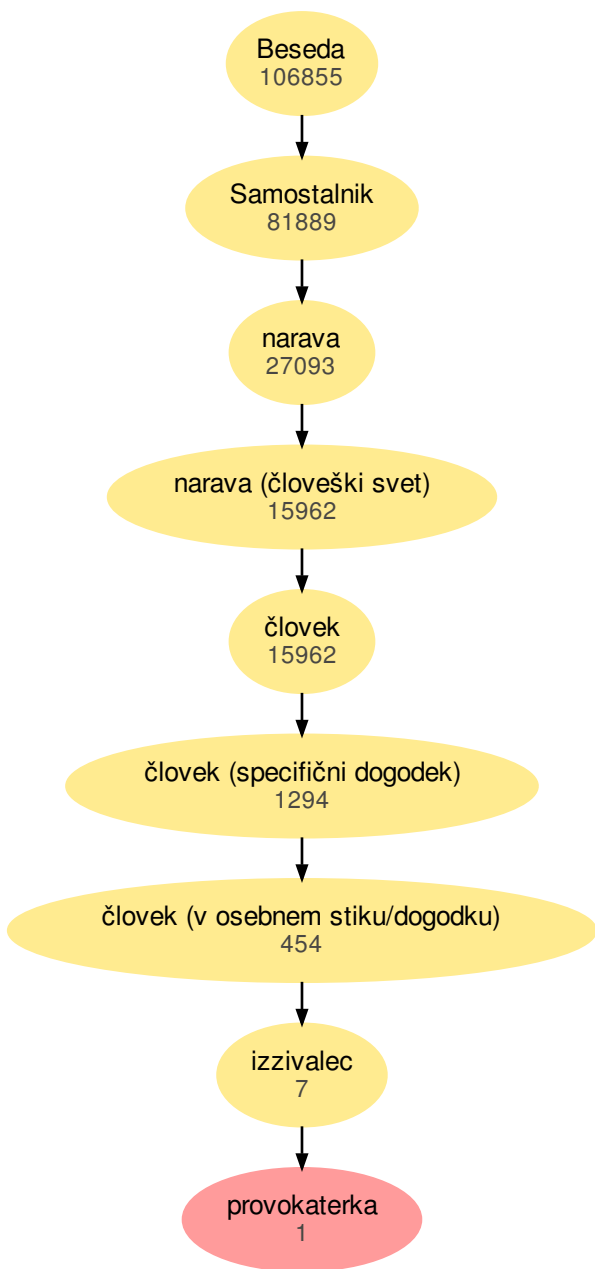 Beseda
106855
Samostalnik
81889
narava
27093
narava (človeški svet)
15962
človek
15962
človek (specifični dogodek)
1294
človek (v osebnem stiku/dogodku)
454
izzivalec
7
provokaterka
1